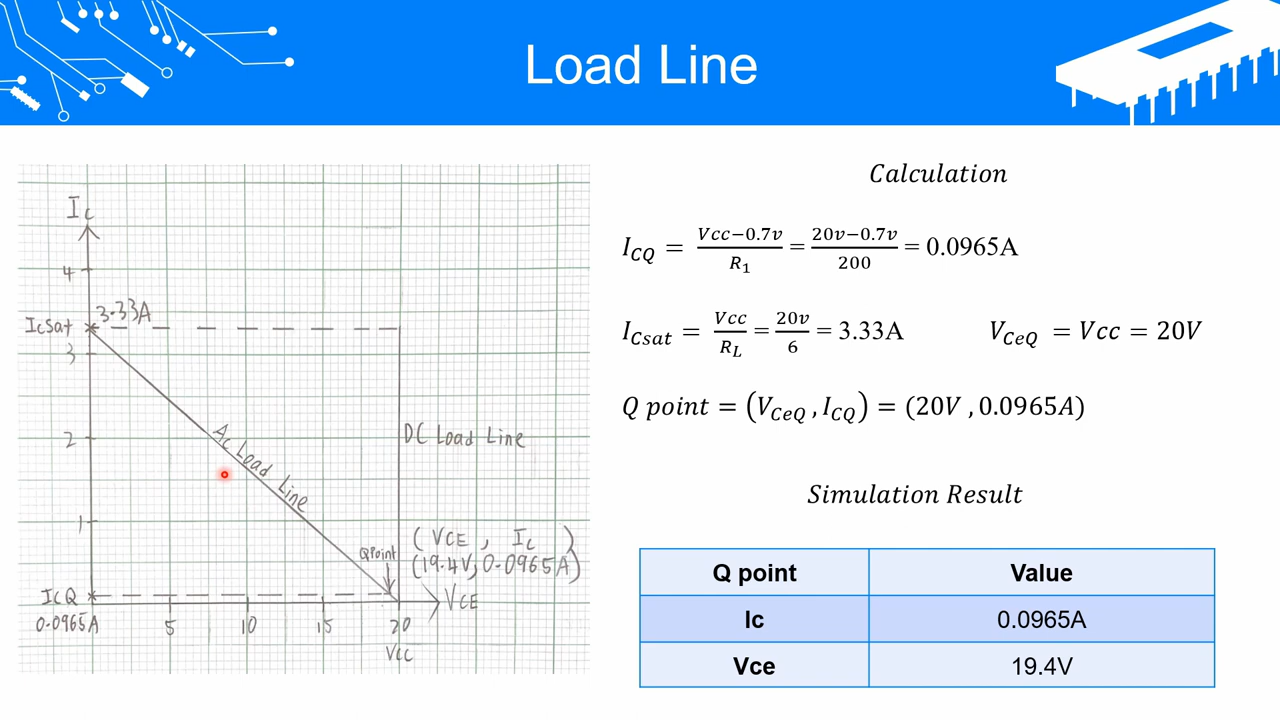 Load Line
Ic
4
IcSat
3.33A
3
2
Ac Load Line
DC Load Line
1
(VCE, Ic)
QPoint
(19.4V, 0.0965A)
ICQ
VCE
0.0965A
5
10
15
20
VCC
Calculation
I_CQ = (Vcc−0.7v)/R_1 = (20v−0.7v)/200 = 0.0965A
I_Csat = Vcc/R_L = 20v/6 = 3.33A V_CeQ = Vcc = 20V
Q point = (V_CeQ , I_CQ) = (20V , 0.0965A)
Simulation Result
Q point Value
Ic 0.0965A
Vce 19.4V